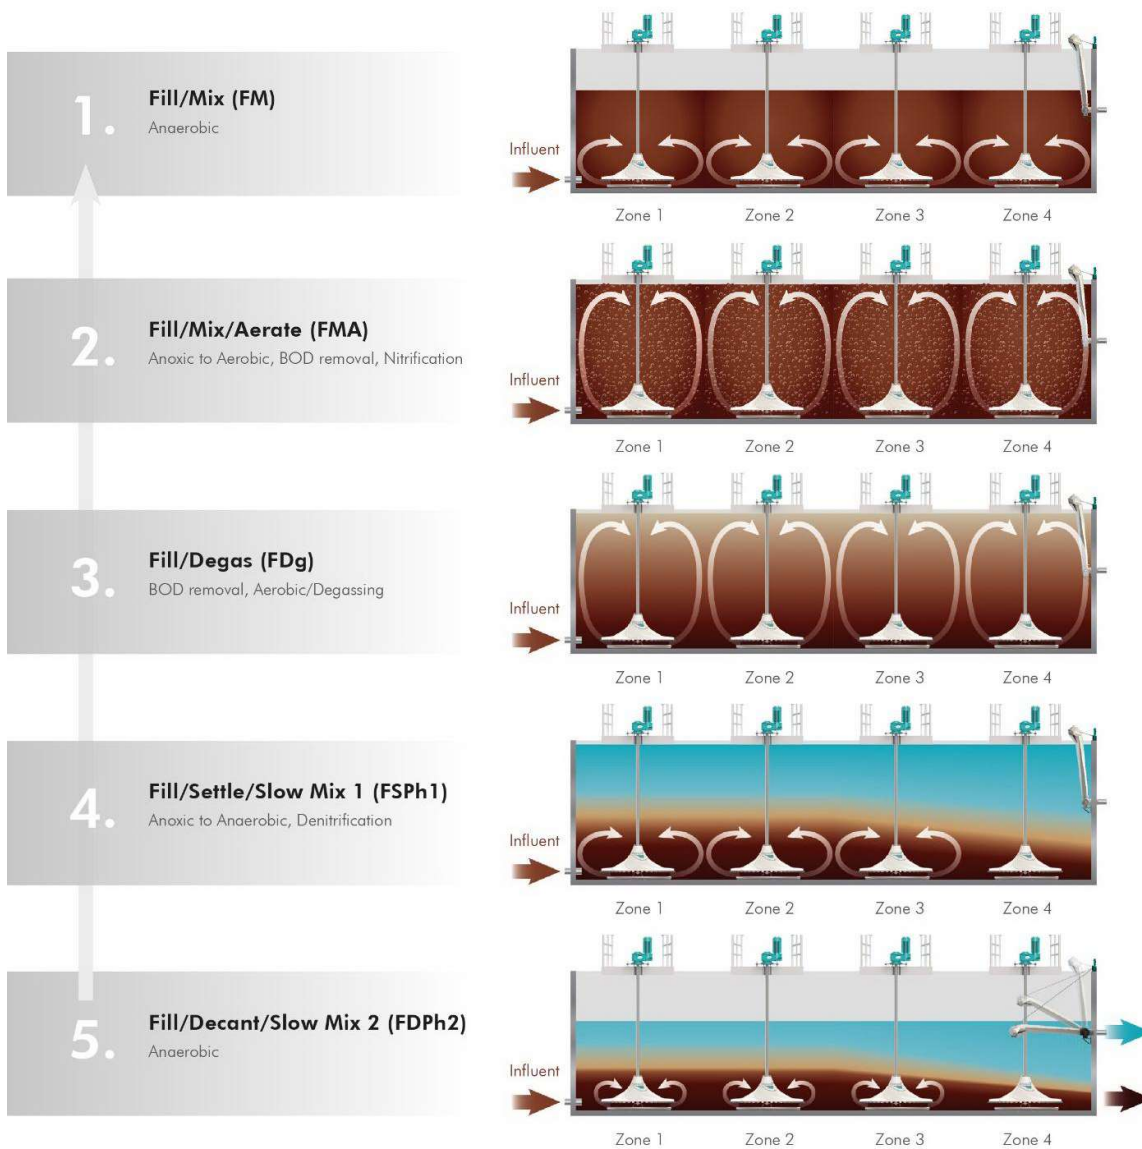 1.
Fill/Mix (FM)
Anaerobic
Influent
Zone 1 Zone 2 Zone 3 Zone 4
2.
Fill/Mix/Aerate (FMA)
Anoxic to Aerobic, BOD removal, Nitrification
Influent
Zone 1 Zone 2 Zone 3 Zone 4
3.
Fill/Degas (FDg)
BOD removal, Aerobic/Degassing
Influent
Zone 1 Zone 2 Zone 3 Zone 4
4.
Fill/Settle/Slow Mix 1 (FSPh1)
Anoxic to Anaerobic, Denitrification
Influent
Zone 1 Zone 2 Zone 3 Zone 4
5.
Fill/Decant/Slow Mix 2 (FDPh2)
Anaerobic
Influent
Zone 1 Zone 2 Zone 3 Zone 4